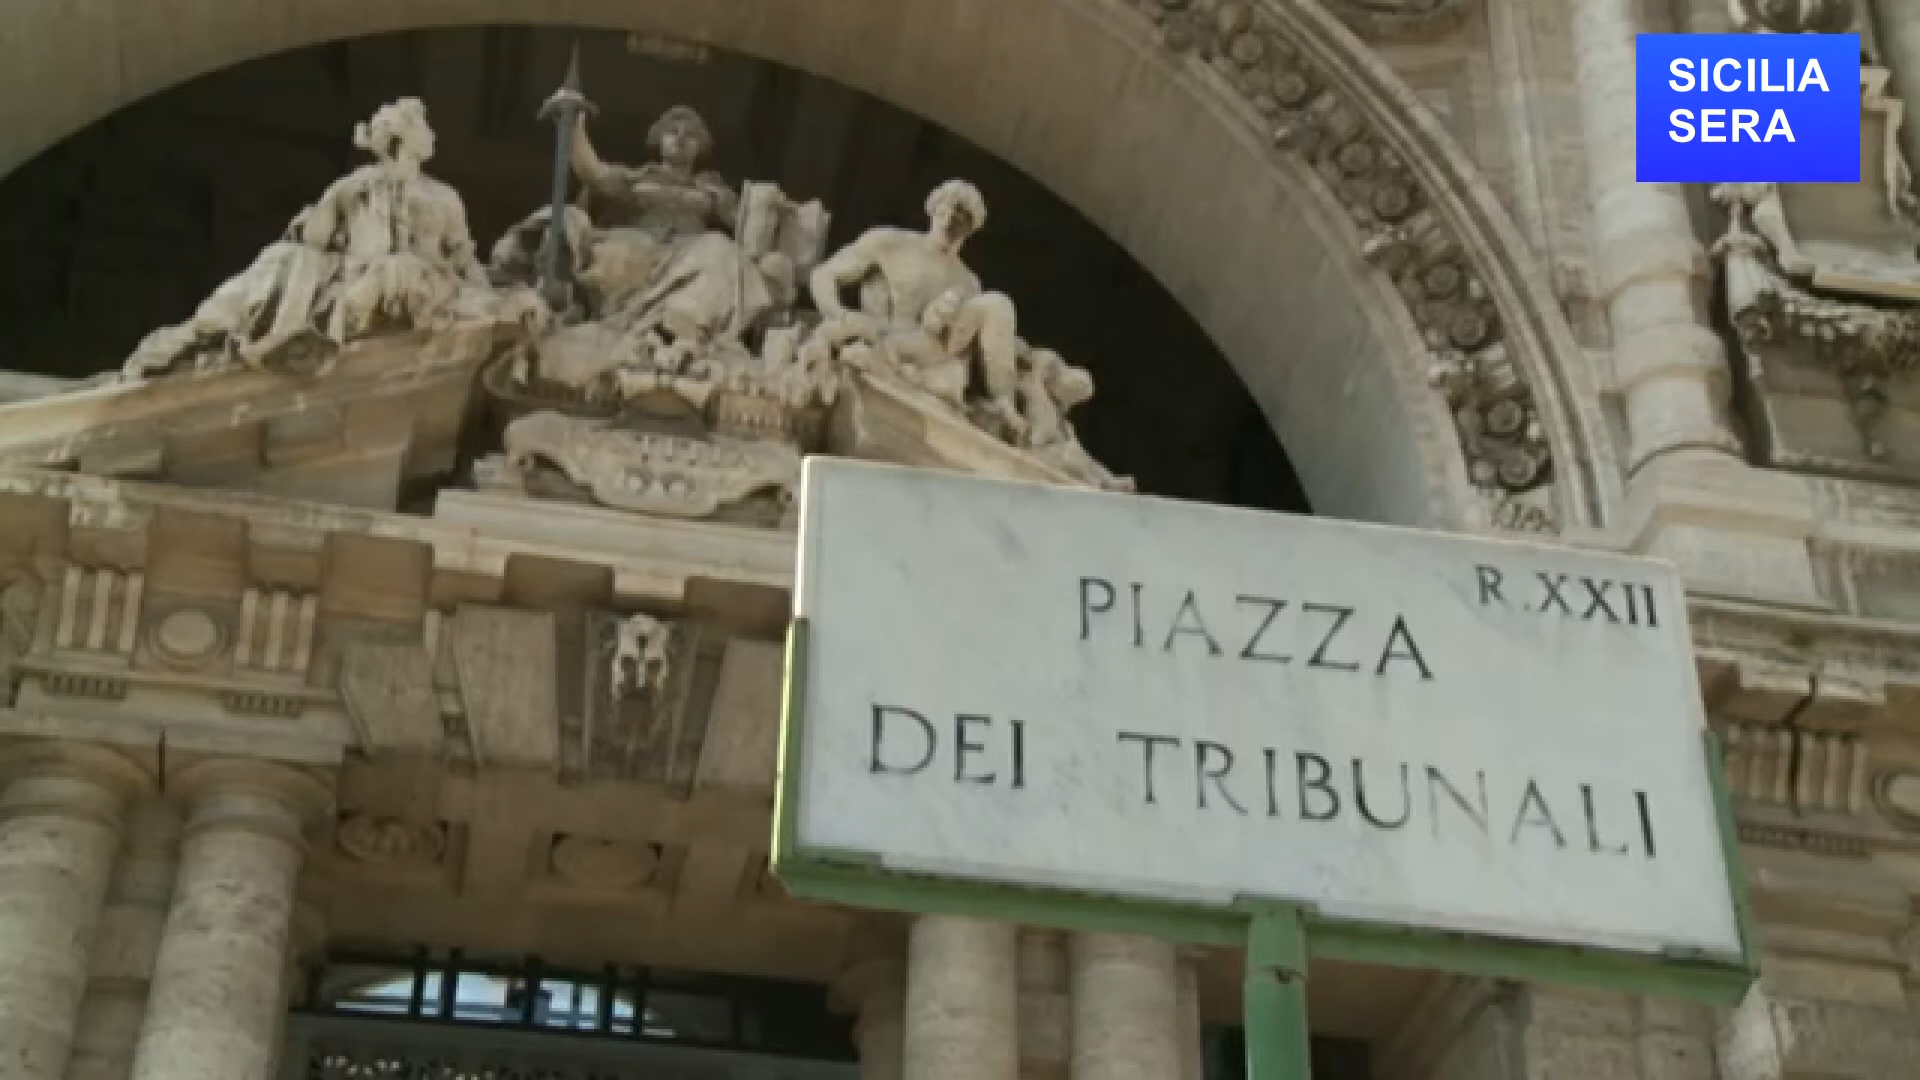 SICILIA
SERA
R.XXII
PIAZZA
DEI TRIBUNALI